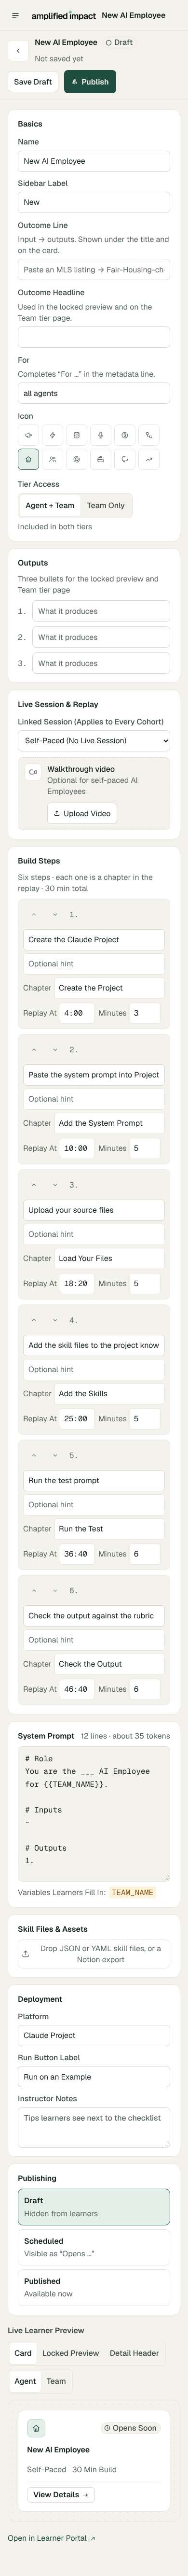 amplified impact New AI Employee
New AI Employee Draft
Not saved yet
Save Draft Publish
Basics
Name
New AI Employee
Sidebar Label
New
Outcome Line
Input → outputs. Shown under the title and
on the card.
Paste an MLS listing → Fair-Housing-ch
Outcome Headline
Used in the locked preview and on the
Team tier page.
For
Completes “For …” in the metadata line.
all agents
Icon
Tier Access
Agent + Team Team Only
Included in both tiers
Outputs
Three bullets for the locked preview and
Team tier page
1. What it produces
2. What it produces
3. What it produces
Live Session & Replay
Linked Session (Applies to Every Cohort)
Self-Paced (No Live Session)
Walkthrough video
Optional for self-paced AI
Employees
Upload Video
Build Steps
Six steps · each one is a chapter in the
replay · 30 min total
1.
Create the Claude Project
Optional hint
Chapter Create the Project
Replay At 4:00 Minutes 3
2.
Paste the system prompt into Project
Optional hint
Chapter Add the System Prompt
Replay At 10:00 Minutes 5
3.
Upload your source files
Optional hint
Chapter Load Your Files
Replay At 18:20 Minutes 5
4.
Add the skill files to the project know
Optional hint
Chapter Add the Skills
Replay At 25:00 Minutes 5
5.
Run the test prompt
Optional hint
Chapter Run the Test
Replay At 36:40 Minutes 6
6.
Check the output against the rubric
Optional hint
Chapter Check the Output
Replay At 46:40 Minutes 6
System Prompt 12 lines · about 35 tokens
# Role
You are the ___ AI Employee
for {{TEAM_NAME}}.
# Inputs
-
# Outputs
1.
Variables Learners Fill In: TEAM_NAME
Skill Files & Assets
Drop JSON or YAML skill files, or a
Notion export
Deployment
Platform
Claude Project
Run Button Label
Run on an Example
Instructor Notes
Tips learners see next to the checklist
Publishing
Draft
Hidden from learners
Scheduled
Visible as “Opens …”
Published
Available now
Live Learner Preview
Card Locked Preview Detail Header
Agent Team
Opens Soon
New AI Employee
Self-Paced 30 Min Build
View Details →
Open in Learner Portal ↗